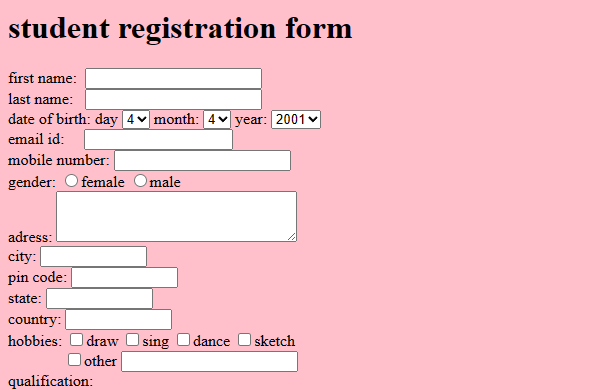 student registration form
first name:
last name:
date of birth: day 4 month: 4 year: 2001
email id:
mobile number:
gender: female male
adress:
city:
pin code:
state:
country:
hobbies: draw sing dance sketch
other
qualification: